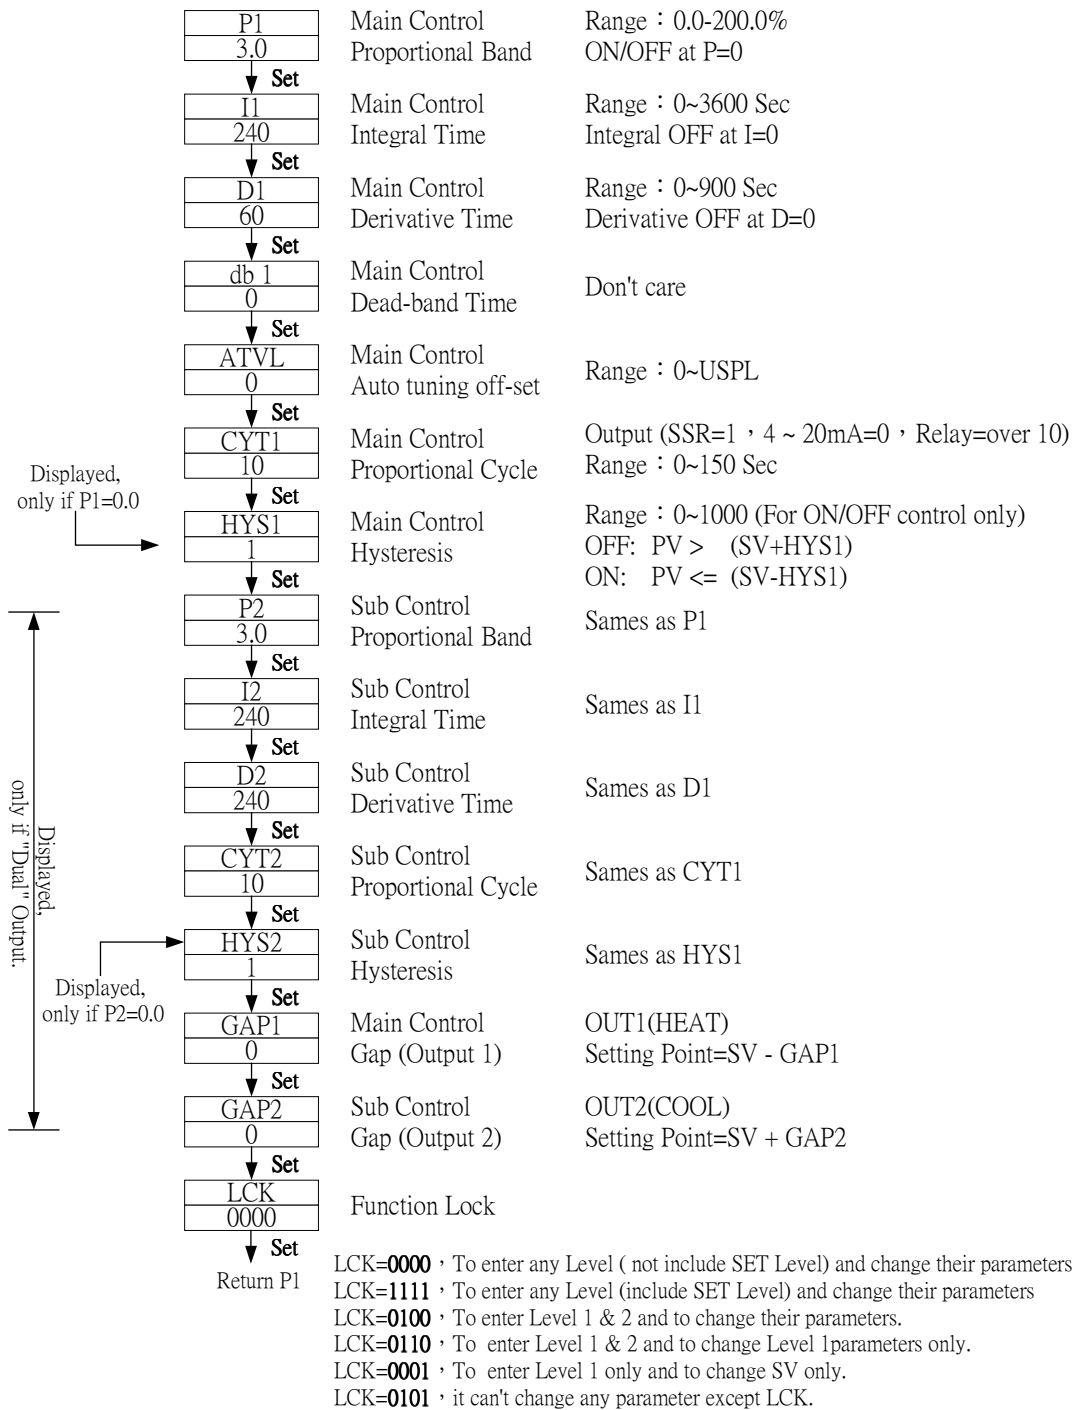 P1 Main Control Range：0.0-200.0%
3.0 Proportional Band ON/OFF at P=0
Set
I1 Main Control Range：0~3600 Sec
240 Integral Time Integral OFF at I=0
Set
D1 Main Control Range：0~900 Sec
60 Derivative Time Derivative OFF at D=0
Set
db 1 Main Control
0 Dead-band Time Don't care
Set
ATVL Main Control
0 Auto tuning off-set Range：0~USPL
Set
CYT1 Main Control Output (SSR=1，4 ~ 20mA=0，Relay=over 10)
10 Proportional Cycle Range：0~150 Sec
Displayed,
only if P1=0.0
Set
HYS1 Main Control Range：0~1000 (For ON/OFF control only)
1 Hysteresis OFF: PV > (SV+HYS1)
ON: PV <= (SV-HYS1)
Set
P2 Sub Control
3.0 Proportional Band Sames as P1
Set
I2 Sub Control
240 Integral Time Sames as I1
Set
D2 Sub Control
240 Derivative Time Sames as D1
Set
Displayed,
only if "Dual" Output.
CYT2 Sub Control
10 Proportional Cycle Sames as CYT1
Set
HYS2 Sub Control
1 Hysteresis Sames as HYS1
Displayed,
only if P2=0.0
Set
GAP1 Main Control OUT1(HEAT)
0 Gap (Output 1) Setting Point=SV - GAP1
Set
GAP2 Sub Control OUT2(COOL)
0 Gap (Output 2) Setting Point=SV + GAP2
Set
LCK
0000 Function Lock
Set
Return P1
LCK=0000，To enter any Level ( not include SET Level) and change their parameters
LCK=1111，To enter any Level (include SET Level) and change their parameters
LCK=0100，To enter Level 1 & 2 and to change their parameters.
LCK=0110，To enter Level 1 & 2 and to change Level 1parameters only.
LCK=0001，To enter Level 1 only and to change SV only.
LCK=0101，it can't change any parameter except LCK.